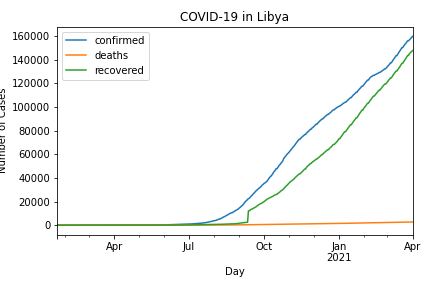 COVID-19 in Libya
confirmed
deaths
recovered
160000
140000
120000
100000
80000
60000
40000
20000
0
Number of Cases
Apr
Jul
Oct
Jan
2021
Apr
Day